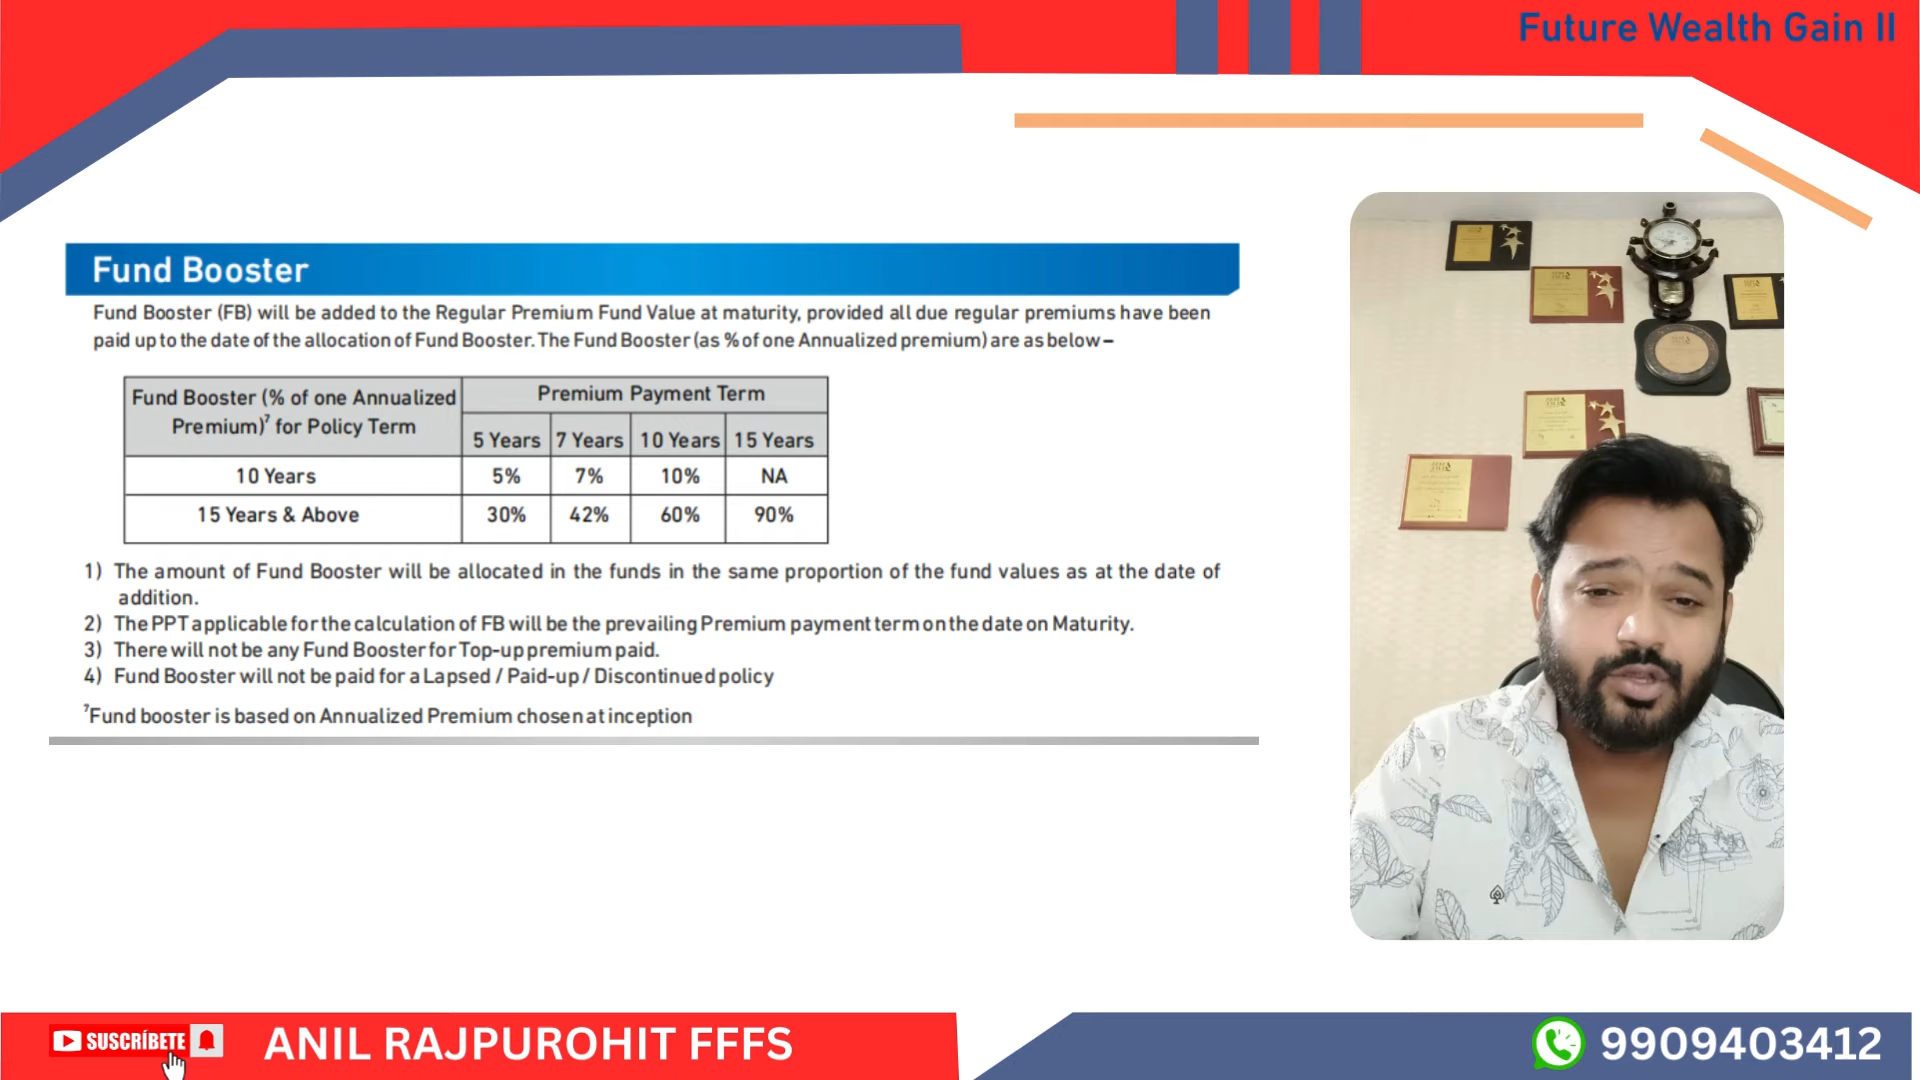 Future Wealth Gain II
Fund Booster
Fund Booster (FB) will be added to the Regular Premium Fund Value at maturity, provided all due regular premiums have been
paid up to the date of the allocation of Fund Booster. The Fund Booster (as % of one Annualized premium) are as below –
Fund Booster (% of one Annualized Premium Payment Term
Premium)⁷ for Policy Term 5 Years 7 Years 10 Years 15 Years
10 Years 5% 7% 10% NA
15 Years & Above 30% 42% 60% 90%
1) The amount of Fund Booster will be allocated in the funds in the same proportion of the fund values as at the date of
addition.
2) The PPT applicable for the calculation of FB will be the prevailing Premium payment term on the date on Maturity.
3) There will not be any Fund Booster for Top-up premium paid.
4) Fund Booster will not be paid for a Lapsed / Paid-up / Discontinued policy
⁷Fund booster is based on Annualized Premium chosen at inception
SUSCRÍBETE
ANIL RAJPUROHIT FFFS
9909403412